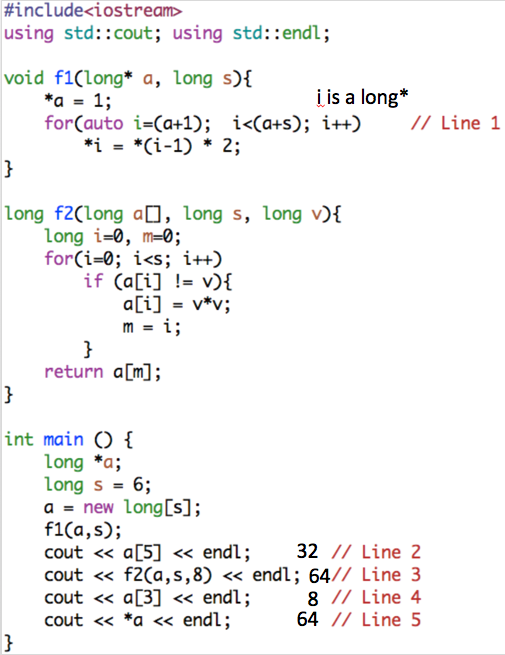 #include<iostream>
using std::cout; using std::endl;
void f1(long* a, long s){
*a = 1; i is a long*
for(auto i=(a+1); i<(a+s); i++) // Line 1
*i = *(i-1) * 2;
}
long f2(long a[], long s, long v){
long i=0, m=0;
for(i=0; i<s; i++)
if (a[i] != v){
a[i] = v*v;
m = i;
}
return a[m];
}
int main () {
long *a;
long s = 6;
a = new long[s];
f1(a,s);
cout << a[5] << endl; 32 // Line 2
cout << f2(a,s,8) << endl; 64// Line 3
cout << a[3] << endl; 8 // Line 4
cout << *a << endl; 64 // Line 5
}